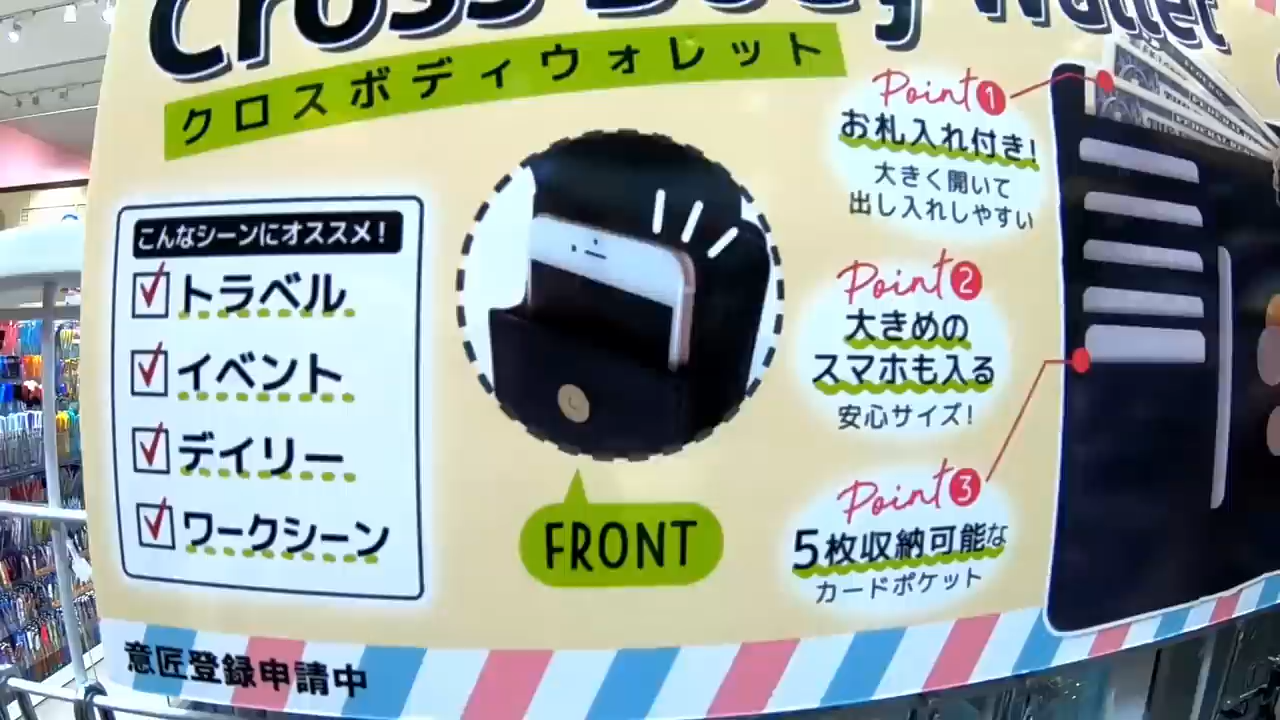 Cross Body Wallet
クロスボディウォレット
こんなシーンにオススメ!
トラベル
イベント
デイリー
ワークシーン
FRONT
Point 1
お札入れ付き!
大きく開いて
出し入れしやすい
Point 2
大きめの
スマホも入る
安心サイズ!
Point 3
5枚収納可能な
カードポケット
意匠登録申請中